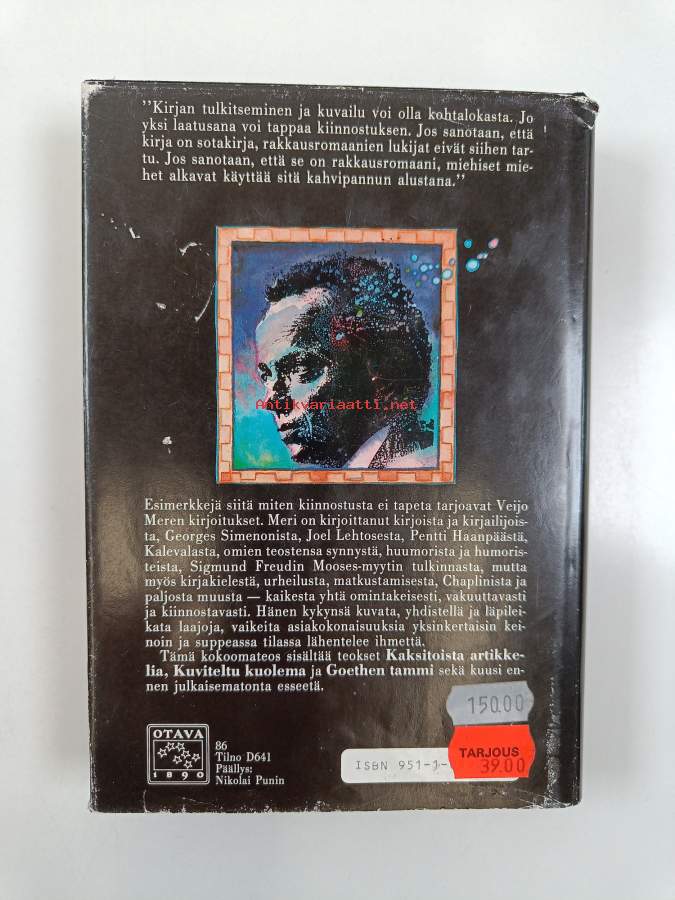 ''Kirjan tulkitseminen ja kuvailu voi olla kohtalokasta. Jo
yksi laatusana voi tappaa kiinnostuksen. Jos sanotaan, että
kirja on sotakirja, rakkausromaanien lukijat eivät siihen tar-
tu. Jos sanotaan, että se on rakkausromaani, miehiset mie-
het alkavat käyttää sitä kahvipannun alustana.''
Antikvariaatti.net
Esimerkkejä siitä miten kiinnostusta ei tapeta tarjoavat Veijo
Meren kirjoitukset. Meri on kirjoittanut kirjoista ja kirjailijois-
ta, Georges Simenonista, Joel Lehtosesta, Pentti Haanpäästä,
Kalevalasta, omien teostensa synnystä, huumorista ja humoris-
teista, Sigmund Freudin Mooses-myytin tulkinnasta, mutta
myös kirjakielestä, urheilusta, matkustamisesta, Chaplinista ja
paljosta muusta — kaikesta yhtä omintakeisesti, vakuuttavasti
ja kiinnostavasti. Hänen kykynsä kuvata, yhdistellä ja läpilei-
kata laajoja, vaikeita asiakokonaisuuksia yksinkertaisin kei-
noin ja suppeassa tilassa lähentelee ihmettä.
Tämä kokoomateos sisältää teokset Kaksitoista artikke-
lia, Kuviteltu kuolema ja Goethen tammi sekä kuusi en-
nen julkaisematonta esseetä.
150.00
OTAVA
1890
86
Tilno D641
Päällys:
Nikolai Punin
ISBN 951-1-
TARJOUS
39.00